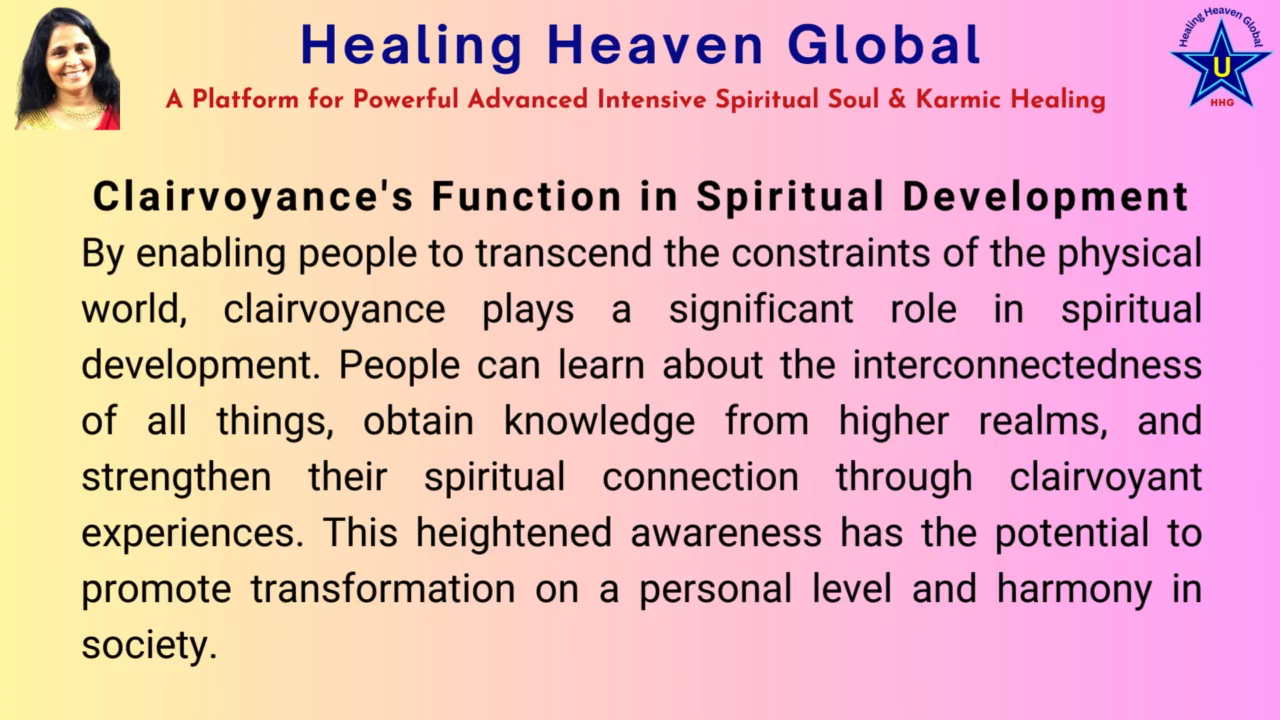 Healing Heaven Global
A Platform for Powerful Advanced Intensive Spiritual Soul & Karmic Healing
Healing Heaven Global
U
HHG
Clairvoyance's Function in Spiritual Development
By enabling people to transcend the constraints of the physical
world, clairvoyance plays a significant role in spiritual
development. People can learn about the interconnectedness
of all things, obtain knowledge from higher realms, and
strengthen their spiritual connection through clairvoyant
experiences. This heightened awareness has the potential to
promote transformation on a personal level and harmony in
society.